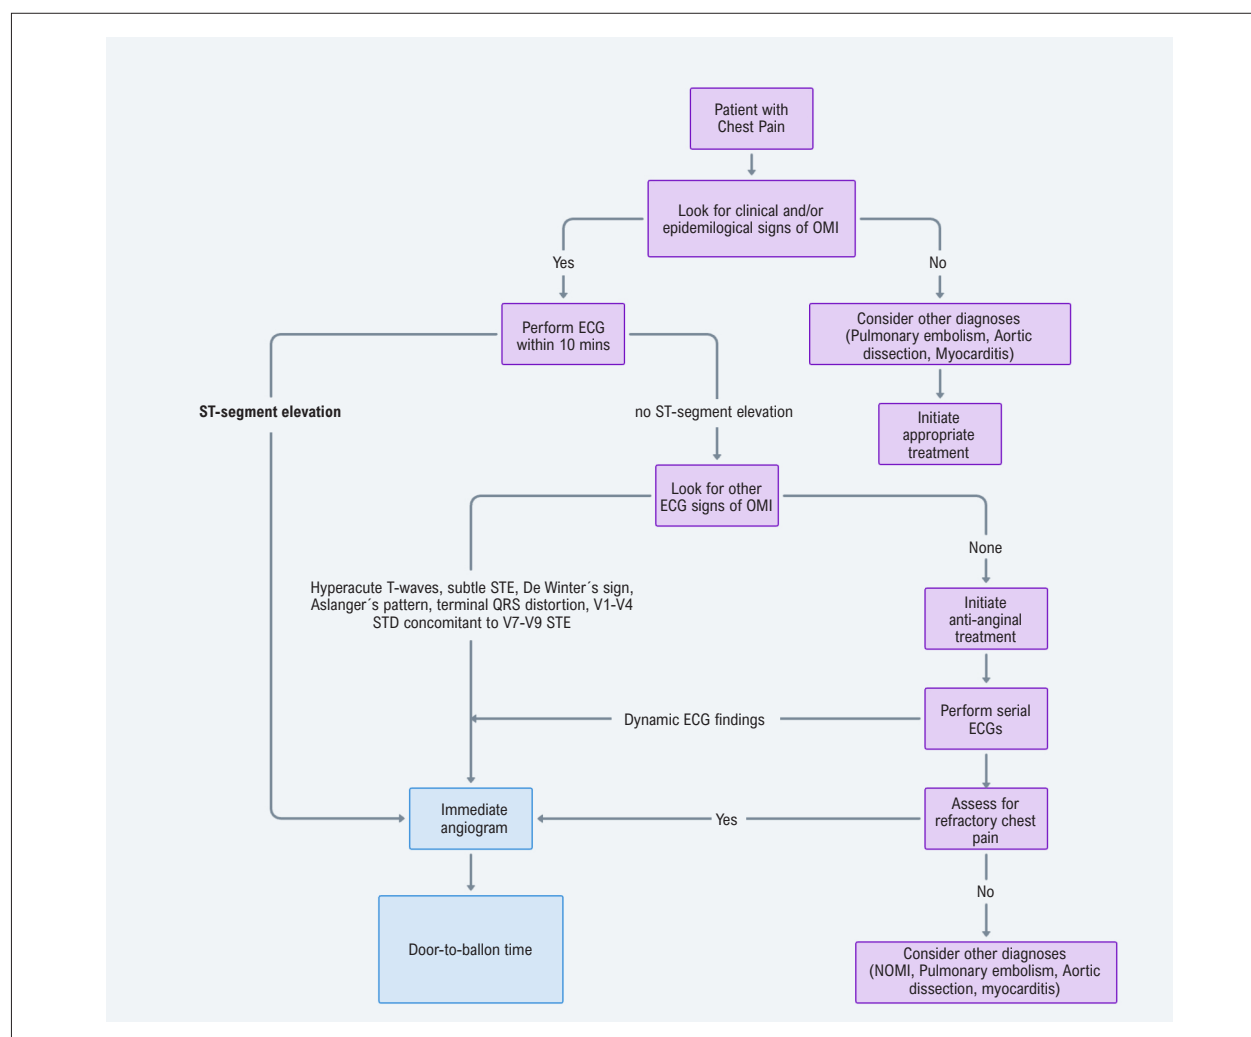 Patient with
Chest Pain
Look for clinical and/or
epidemilogical signs of OMI
Yes
No
Perform ECG
within 10 mins
Consider other diagnoses
(Pulmonary embolism, Aortic
dissection, Myocarditis)
ST-segment elevation
no ST-segment elevation
Initiate
appropriate
treatment
Look for other
ECG signs of OMI
None
Hyperacute T-waves, subtle STE, De Winter´s sign,
Aslanger´s pattern, terminal QRS distortion, V1-V4
STD concomitant to V7-V9 STE
Initiate
anti-anginal
treatment
Dynamic ECG findings
Perform serial
ECGs
Immediate
angiogram
Yes
Assess for
refractory chest
pain
No
Door-to-ballon time
Consider other diagnoses
(NOMI, Pulmonary embolism, Aortic
dissection, myocarditis)